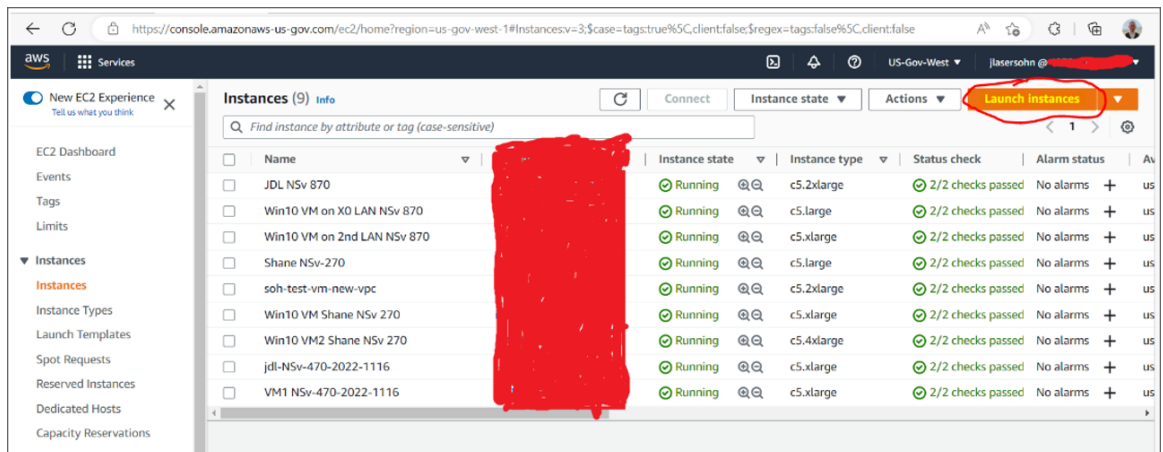 https://console.amazonaws-us-gov.com/ec2/home?region=us-gov-west-1#Instances:v=3;$case=tags:true%5C,client:false;$regex=tags:false%5C,client:false
aws Services US-Gov-West jlasersohn @
New EC2 Experience
Tell us what you think
Instances (9) Info Connect Instance state Actions Launch instances
Find instance by attribute or tag (case-sensitive) 1
EC2 Dashboard
Events
Tags
Limits
Instances
Instances
Instance Types
Launch Templates
Spot Requests
Reserved Instances
Dedicated Hosts
Capacity Reservations
Name Instance state Instance type Status check Alarm status Av
JDL NSv 870 Running c5.2xlarge 2/2 checks passed No alarms + us
Win10 VM on X0 LAN NSv 870 Running c5.large 2/2 checks passed No alarms + us
Win10 VM on 2nd LAN NSv 870 Running c5.xlarge 2/2 checks passed No alarms + us
Shane NSv-270 Running c5.large 2/2 checks passed No alarms + us
soh-test-vm-new-vpc Running c5.2xlarge 2/2 checks passed No alarms + us
Win10 VM Shane NSv 270 Running c5.xlarge 2/2 checks passed No alarms + us
Win10 VM2 Shane NSv 270 Running c5.4xlarge 2/2 checks passed No alarms + us
jdl-NSv-470-2022-1116 Running c5.xlarge 2/2 checks passed No alarms + us
VM1 NSv-470-2022-1116 Running c5.xlarge 2/2 checks passed No alarms + us